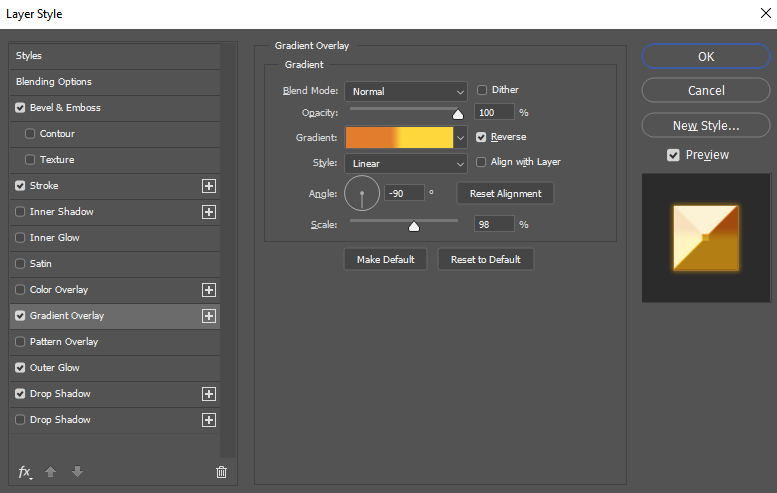 Layer Style
Styles
Blending Options
Bevel & Emboss
Contour
Texture
Stroke
Inner Shadow
Inner Glow
Satin
Color Overlay
Gradient Overlay
Pattern Overlay
Outer Glow
Drop Shadow
Drop Shadow
fx
Gradient Overlay
Gradient
Blend Mode: Normal Dither
Opacity: 100 %
Gradient: Reverse
Style: Linear Align with Layer
Angle: -90 ° Reset Alignment
Scale: 98 %
Make Default Reset to Default
OK
Cancel
New Style...
Preview